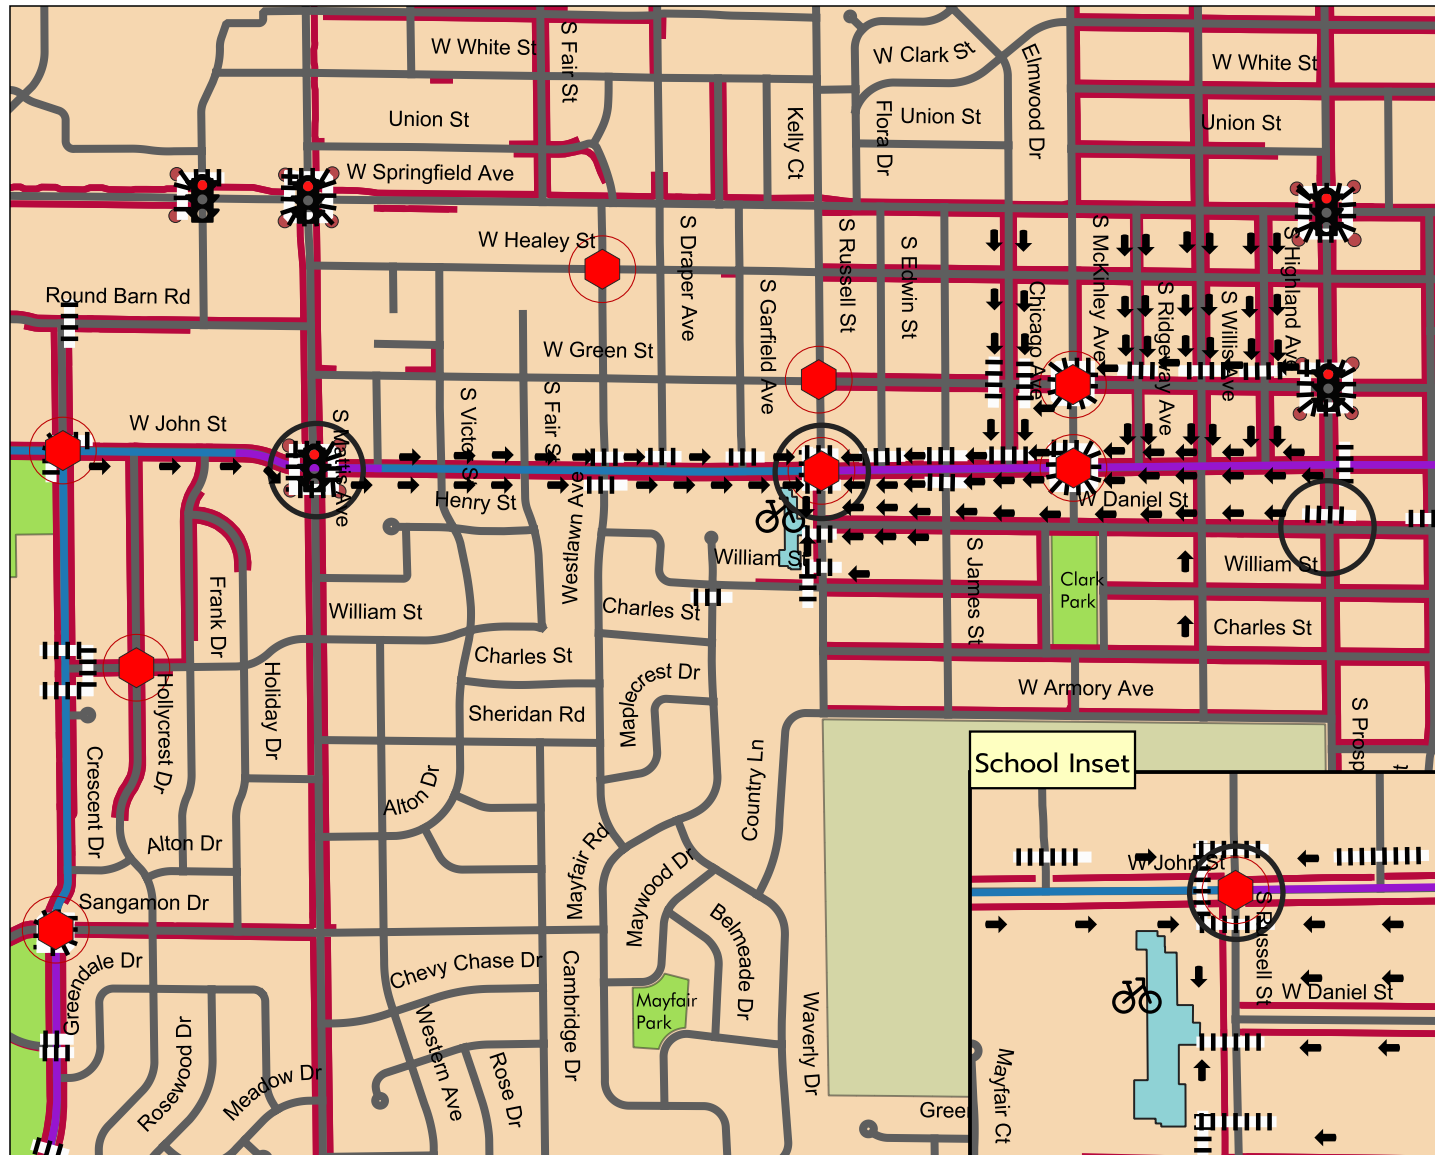 W White St
S Fair St
W Clark St
Elmwood Dr
W White St
Union St
Kelly Ct
Flora Dr
Union St
Union St
W Springfield Ave
W Healey St
S Draper Ave
S Russell St
S Edwin St
S McKinley Ave
S Highland Ave
Round Barn Rd
S Garfield Ave
Chicago Ave
S Ridgeway Ave
S Willis Ave
W Green St
W John St
S Mattis Ave
S Fair St
Henry St
Westlawn Ave
W Daniel St
William St
S James St
Clark
Park
William St
Frank Dr
William St
Charles St
Charles St
Charles St
Hollycrest Dr
Holiday Dr
Maplecrest Dr
W Armory Ave
Sheridan Rd
S Prosp
Crescent Dr
Country Ln
School Inset
Alton Dr
Alton Dr
Mayfair Rd
Maywood Dr
W John St
Sangamon Dr
Belmeade Dr
S Russell St
Greendale Dr
Chevy Chase Dr
Cambridge Dr
Mayfair
Park
Waverly Dr
W Daniel St
Rosewood Dr
Western Ave
Rose Dr
Meadow Dr
Mayfair Ct
Green